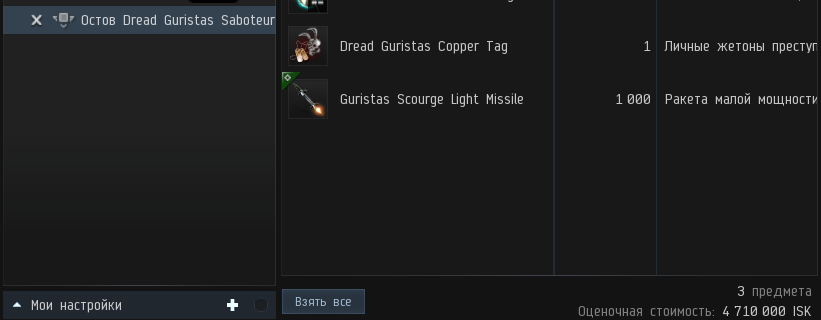 Остов Dread Guristas Saboteur
Dread Guristas Copper Tag 1 Личные жетоны преступ
Guristas Scourge Light Missile 1 000 Ракета малой мощности
Мои настройки
Взять все
3 предмета
Оценочная стоимость: 4 710 000 ISK